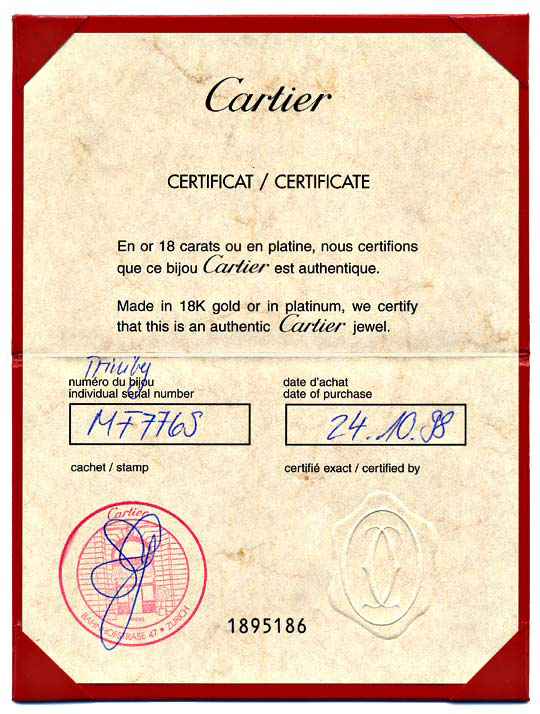 Cartier
CERTIFICAT / CERTIFICATE
En or 18 carats ou en platine, nous certifions
que ce bijou Cartier est authentique.
Made in 18K gold or in platinum, we certify
that this is an authentic Cartier jewel.
Trinity
numéro du bijou
individual serial number
MF7765
date d'achat
date of purchase
24.10.98
cachet / stamp
certifié exact / certified by
Cartier
BAHNHOFSTRAßE 47 • ZURICH
1895186